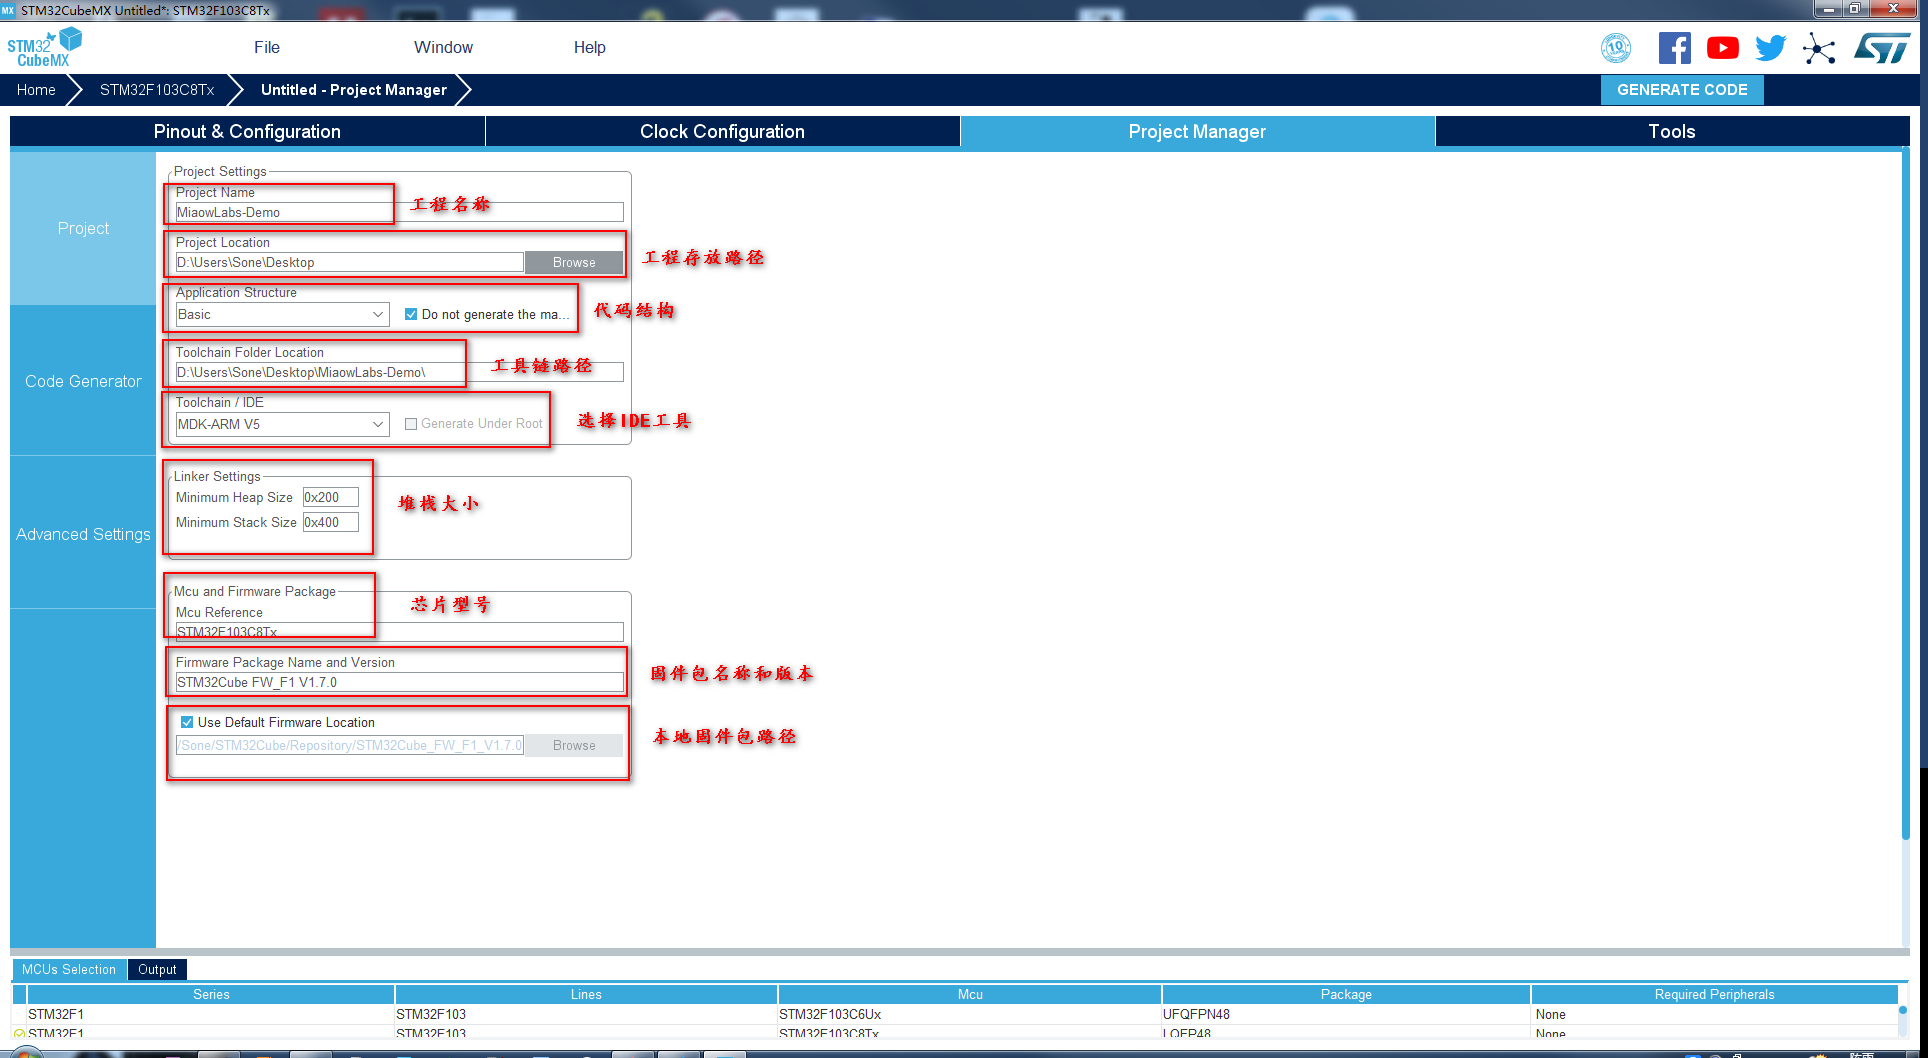 MX STM32CubeMX Untitled*: STM32F103C8Tx
STM32 CubeMX
File Window Help
10
ST
Home STM32F103C8Tx Untitled - Project Manager GENERATE CODE
Pinout & Configuration Clock Configuration Project Manager Tools
Project
Code Generator
Advanced Settings
Project Settings
Project Name
MiaowLabs-Demo
工程名称
Project Location
D:\Users\Sone\Desktop Browse
工程存放路径
Application Structure
Basic Do not generate the ma...
代码结构
Toolchain Folder Location
D:\Users\Sone\Desktop\MiaowLabs-Demo\
工具链路径
Toolchain / IDE
MDK-ARM V5 Generate Under Root
选择IDE工具
Linker Settings
Minimum Heap Size 0x200
Minimum Stack Size 0x400
堆栈大小
Mcu and Firmware Package
Mcu Reference
STM32F103C8Tx
芯片型号
Firmware Package Name and Version
STM32Cube FW_F1 V1.7.0
固件包名称和版本
Use Default Firmware Location
/Sone/STM32Cube/Repository/STM32Cube_FW_F1_V1.7.0 Browse
本地固件包路径
MCUs Selection Output
Series Lines Mcu Package Required Peripherals
STM32F1 STM32F103 STM32F103C6Ux UFQFPN48 None
STM32F1 STM32F103 STM32F103C8Tx LQFP48 None